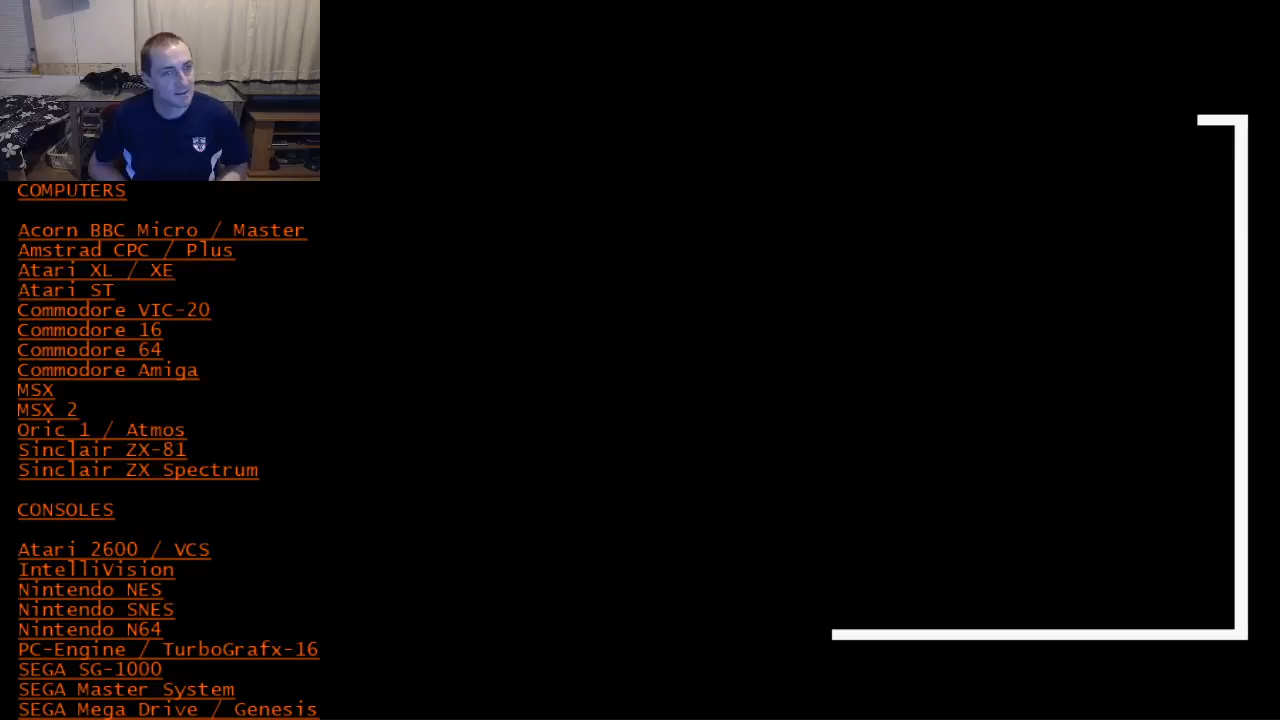 COMPUTERS
Acorn BBC Micro / Master
Amstrad CPC / Plus
Atari XL / XE
Atari ST
Commodore VIC-20
Commodore 16
Commodore 64
Commodore Amiga
MSX
MSX 2
Oric 1 / Atmos
Sinclair ZX-81
Sinclair ZX Spectrum
CONSOLES
Atari 2600 / VCS
IntelliVision
Nintendo NES
Nintendo SNES
Nintendo N64
PC-Engine / TurboGrafx-16
SEGA SG-1000
SEGA Master System
SEGA Mega Drive / Genesis